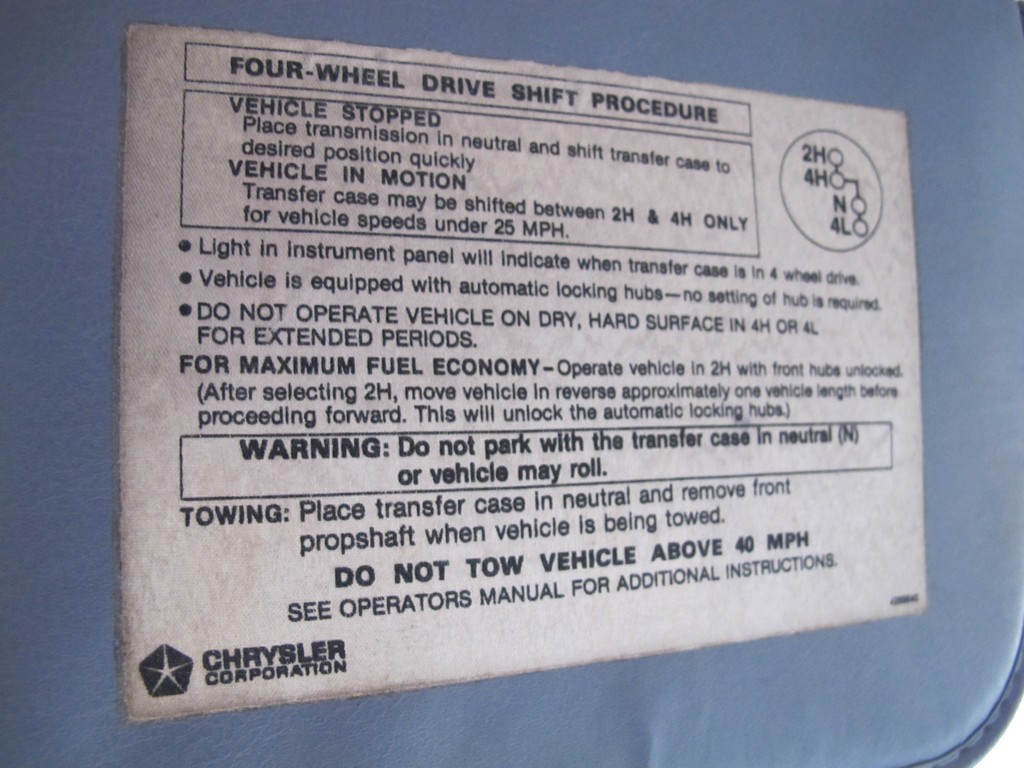 FOUR-WHEEL DRIVE SHIFT PROCEDURE
VEHICLE STOPPED
Place transmission in neutral and shift transfer case to
desired position quickly
VEHICLE IN MOTION
Transfer case may be shifted between 2H & 4H ONLY
for vehicle speeds under 25 MPH.
2H
4H
N
4L
• Light in instrument panel will indicate when transfer case is in 4 wheel drive.
• Vehicle is equipped with automatic locking hubs—no setting of hub is required.
• DO NOT OPERATE VEHICLE ON DRY, HARD SURFACE IN 4H OR 4L
FOR EXTENDED PERIODS.
FOR MAXIMUM FUEL ECONOMY–Operate vehicle in 2H with front hubs unlocked.
(After selecting 2H, move vehicle in reverse approximately one vehicle length before
proceeding forward. This will unlock the automatic locking hubs.)
WARNING: Do not park with the transfer case in neutral (N)
or vehicle may roll.
TOWING: Place transfer case in neutral and remove front
propshaft when vehicle is being towed.
DO NOT TOW VEHICLE ABOVE 40 MPH
SEE OPERATORS MANUAL FOR ADDITIONAL INSTRUCTIONS.
CHRYSLER
CORPORATION